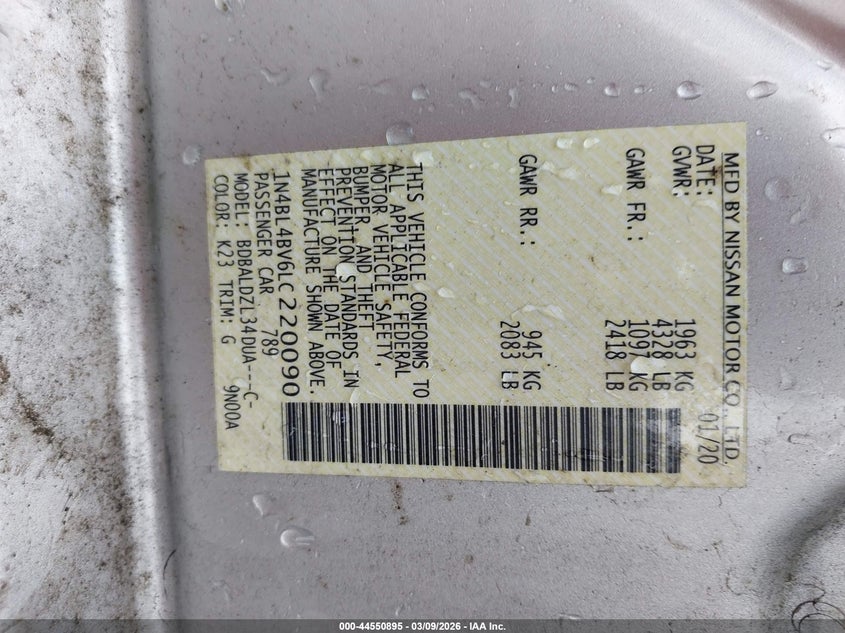 MFD BY NISSAN MOTOR CO., LTD.
DATE: 01/20
GVWR: 1963 KG
4328 LB
GAWR FR.: 1097 KG
2418 LB
GAWR RR.: 945 KG
2083 LB
THIS VEHICLE CONFORMS TO
ALL APPLICABLE FEDERAL
MOTOR VEHICLE SAFETY,
BUMPER, AND THEFT
PREVENTION STANDARDS IN
EFFECT ON THE DATE OF
MANUFACTURE SHOWN ABOVE.
1N4BL4BV6LC220090
PASSENGER CAR 789
MODEL: BDBALDZL34DUA---C-
COLOR: K23 TRIM: G 9N00A
000-44550895 | 03/09/2026 - IAA Inc.